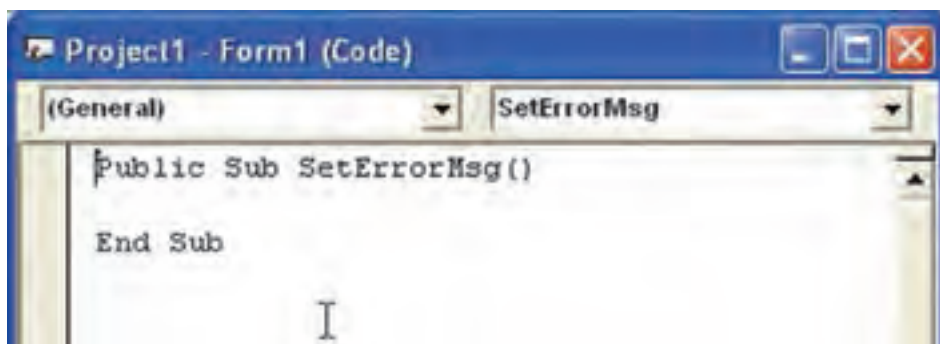 Project1 - Form1 (Code)
(General) SetErrorMsg
Public Sub SetErrorMsg()
End Sub